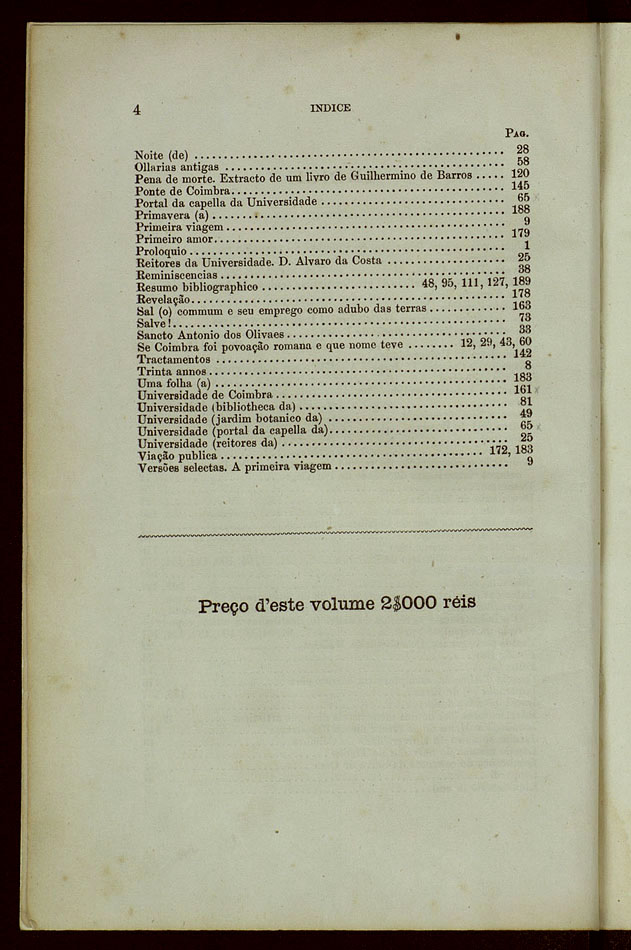 4 INDICE
PAG.
Noite (de) 28
Ollarias antigas 58
Pena de morte. Extracto de um livro de Guilhermino de Barros 120
Ponte de Coimbra 145
Portal da capella da Universidade 65
Primavera (a) 188
Primeira viagem 9
Primeiro amor 179
Proloquio 1
Reitores da Universidade. D. Alvaro da Costa 25
Reminiscencias 38
Resumo bibliographico 48, 95, 111, 127, 189
Revelação 178
Sal (o) commum e seu emprego como adubo das terras 163
Salve! 73
Sancto Antonio dos Olivaes 33
Se Coimbra foi povoação romana e que nome teve 12, 29, 43, 60
Tractamentos 142
Trinta annos 8
Uma folha (a) 183
Universidade de Coimbra 161
Universidade (bibliotheca da) 81
Universidade (jardim botanico da) 49
Universidade (portal da capella da) 65
Universidade (reitores da) 25
Viação publica 172, 183
Versões selectas. A primeira viagem 9
Preço d'este volume 2$000 réis